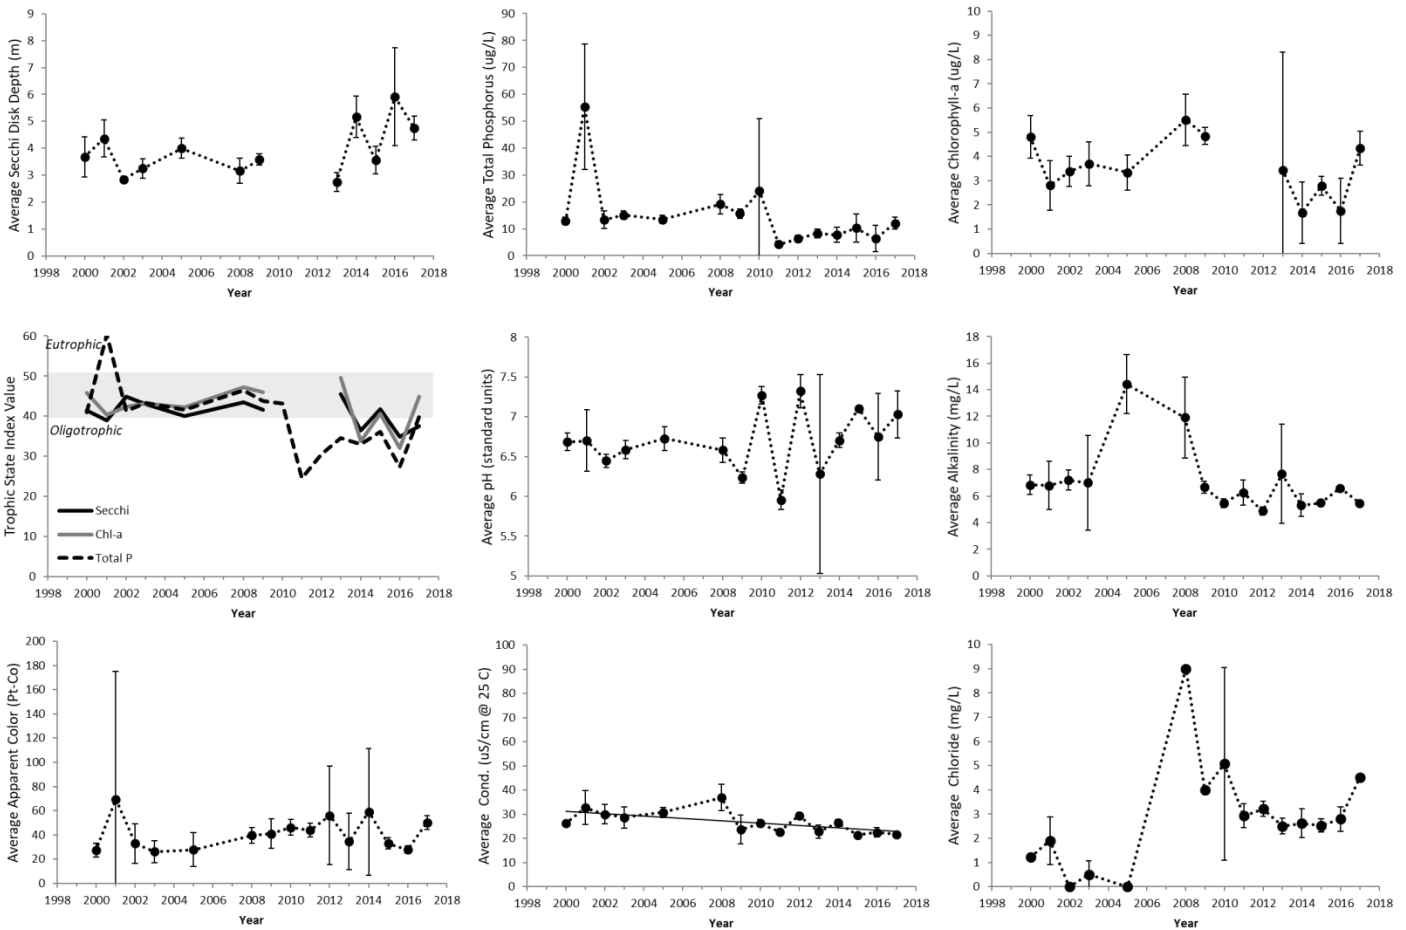 Average Secchi Disk Depth (m)
9
8
7
6
5
4
3
2
1
0
1998 2000 2002 2004 2006 2008 2010 2012 2014 2016 2018
Year
Average Total Phosphorus (ug/L)
90
80
70
60
50
40
30
20
10
0
1998 2000 2002 2004 2006 2008 2010 2012 2014 2016 2018
Year
Average Chlorophyll-a (ug/L)
10
9
8
7
6
5
4
3
2
1
0
1998 2000 2002 2004 2006 2008 2010 2012 2014 2016 2018
Year
Trophic State Index Value
60
50
40
30
20
10
0
Eutrophic
Oligotrophic
Secchi
Chl-a
Total P
1998 2000 2002 2004 2006 2008 2010 2012 2014 2016 2018
Year
Average pH (standard units)
8
7.5
7
6.5
6
5.5
5
1998 2000 2002 2004 2006 2008 2010 2012 2014 2016 2018
Year
Average Alkalinity (mg/L)
18
16
14
12
10
8
6
4
2
0
1998 2000 2002 2004 2006 2008 2010 2012 2014 2016 2018
Year
Average Apparent Color (Pt-Co)
200
180
160
140
120
100
80
60
40
20
0
1998 2000 2002 2004 2006 2008 2010 2012 2014 2016 2018
Year
Average Cond. (uS/cm @ 25 C)
100
90
80
70
60
50
40
30
20
10
0
1998 2000 2002 2004 2006 2008 2010 2012 2014 2016 2018
Year
Average Chloride (mg/L)
10
9
8
7
6
5
4
3
2
1
0
1998 2000 2002 2004 2006 2008 2010 2012 2014 2016 2018
Year